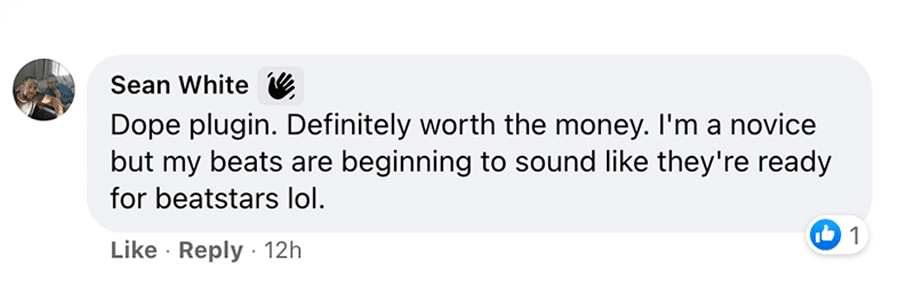 Sean White
Dope plugin. Definitely worth the money. I'm a novice
but my beats are beginning to sound like they're ready
for beatstars lol.
Like · Reply · 12h
1